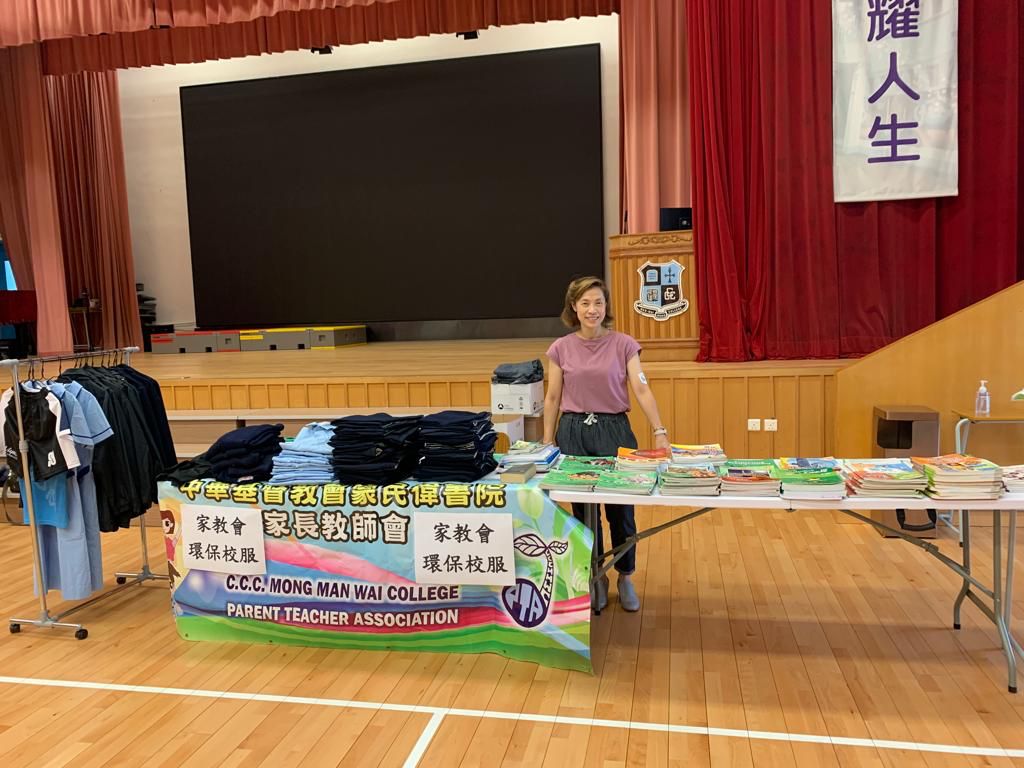 耀人生
中華基督教會蒙民偉書院
家長教師會
家教會
環保校服
家教會
環保校服
C.C.C. MONG MAN WAI COLLEGE
PARENT TEACHER ASSOCIATION
PTA